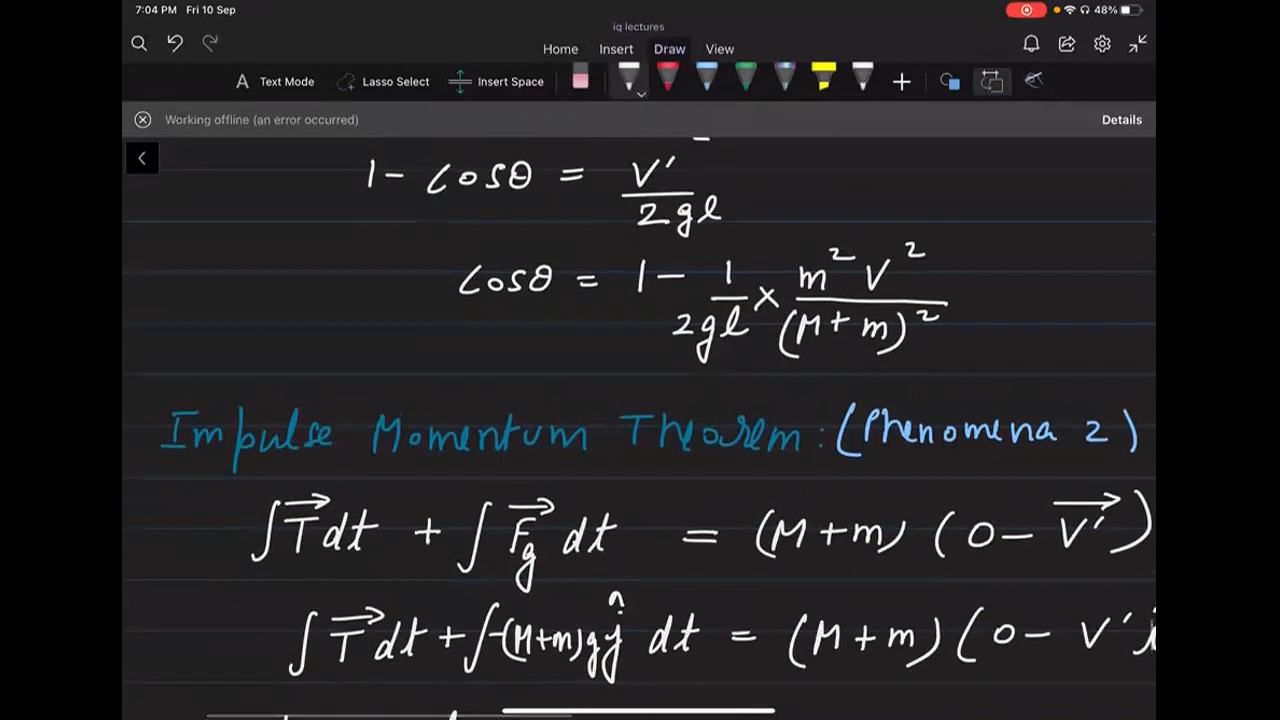 7:04 PM Fri 10 Sep 48%
iq lectures
Home Insert Draw View
Text Mode Lasso Select Insert Space
Working offline (an error occurred) Details
1 - cosθ = V' / 2gl
cosθ = 1 - 1/2gl × m² V² / (M+m)²
Impulse Momentum Theorem : (Phenomena 2)
∫T⃗ dt + ∫F⃗g dt = (M+m) (0 - V⃗')
∫T⃗ dt + ∫-(M+m)gĵ dt = (M+m) (0 - V' i